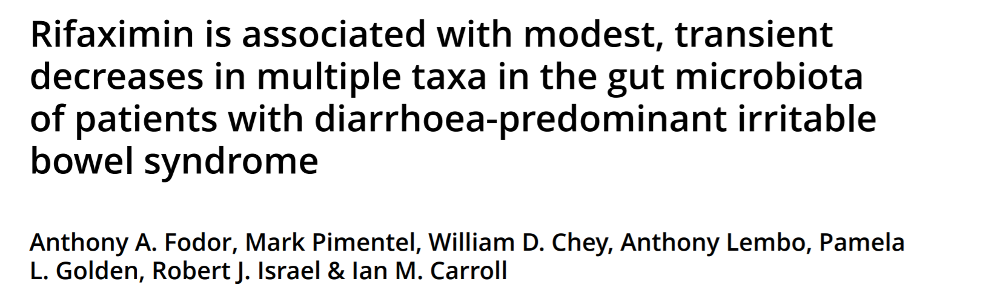 Rifaximin is associated with modest, transient
decreases in multiple taxa in the gut microbiota
of patients with diarrhoea-predominant irritable
bowel syndrome
Anthony A. Fodor, Mark Pimentel, William D. Chey, Anthony Lembo, Pamela
L. Golden, Robert J. Israel & Ian M. Carroll